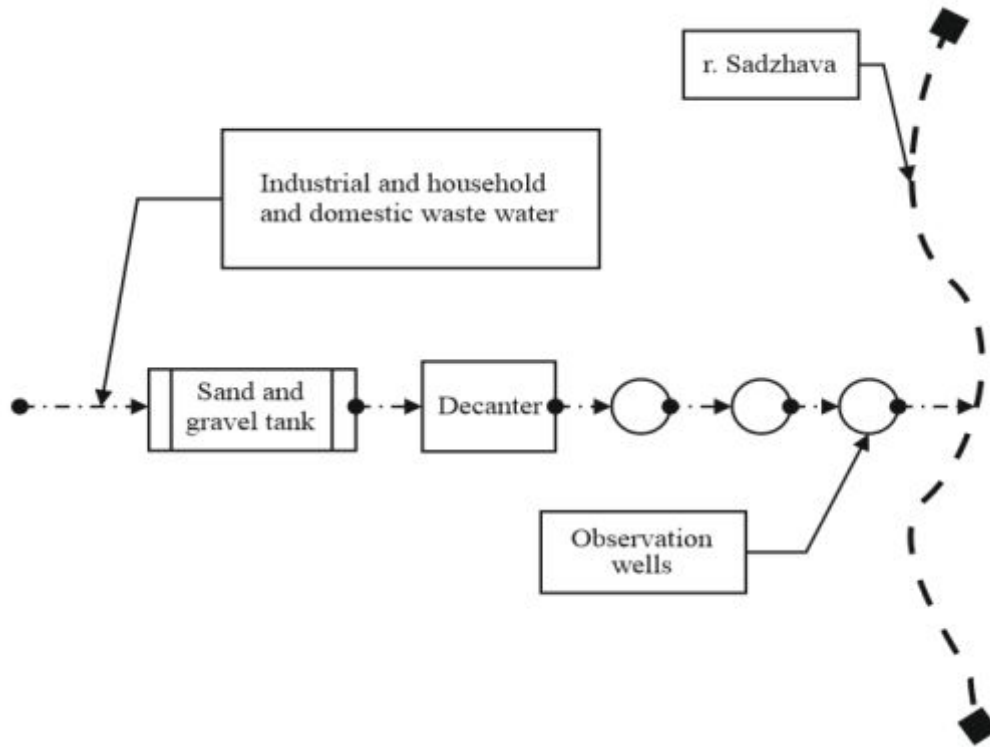 r. Sadzhava
Industrial and household
and domestic waste water
Sand and
gravel tank
Decanter
Observation
wells